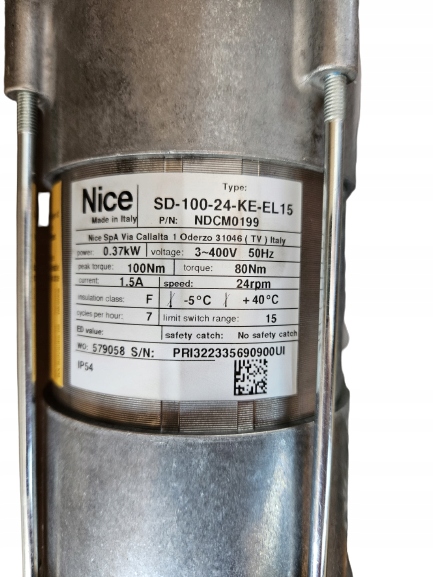 Nice
Made in Italy
Type:
SD-100-24-KE-EL15
P/N: NDCM0199
Nice SpA Via Callalta 1 Oderzo 31046 ( TV ) Italy
power: 0.37kW voltage: 3~400V 50Hz
peak torque: 100Nm torque: 80Nm
current: 1.5A speed: 24rpm
insulation class: F -5°C +40°C
cycles per hour: 7 limit switch range: 15
ED value: safety catch: No safety catch
WO: 579058 S/N: PRI322335690900UI
IP54